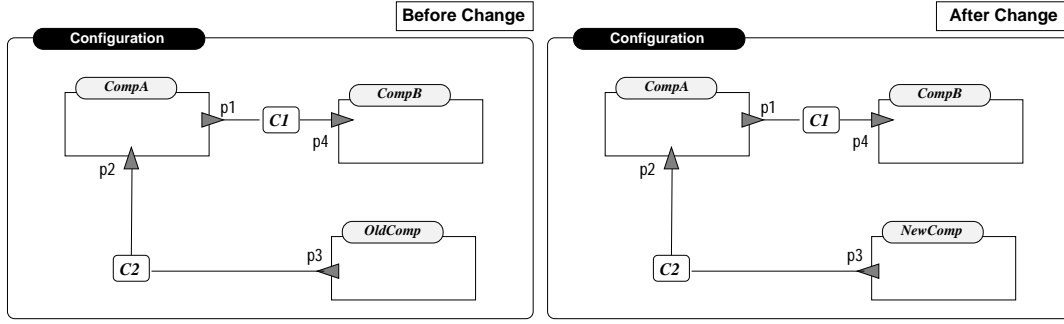 Before Change
Configuration
CompA
CompB
p1
C1
p4
p2
OldComp
p3
C2
After Change
Configuration
CompA
CompB
p1
C1
p4
p2
NewComp
p3
C2